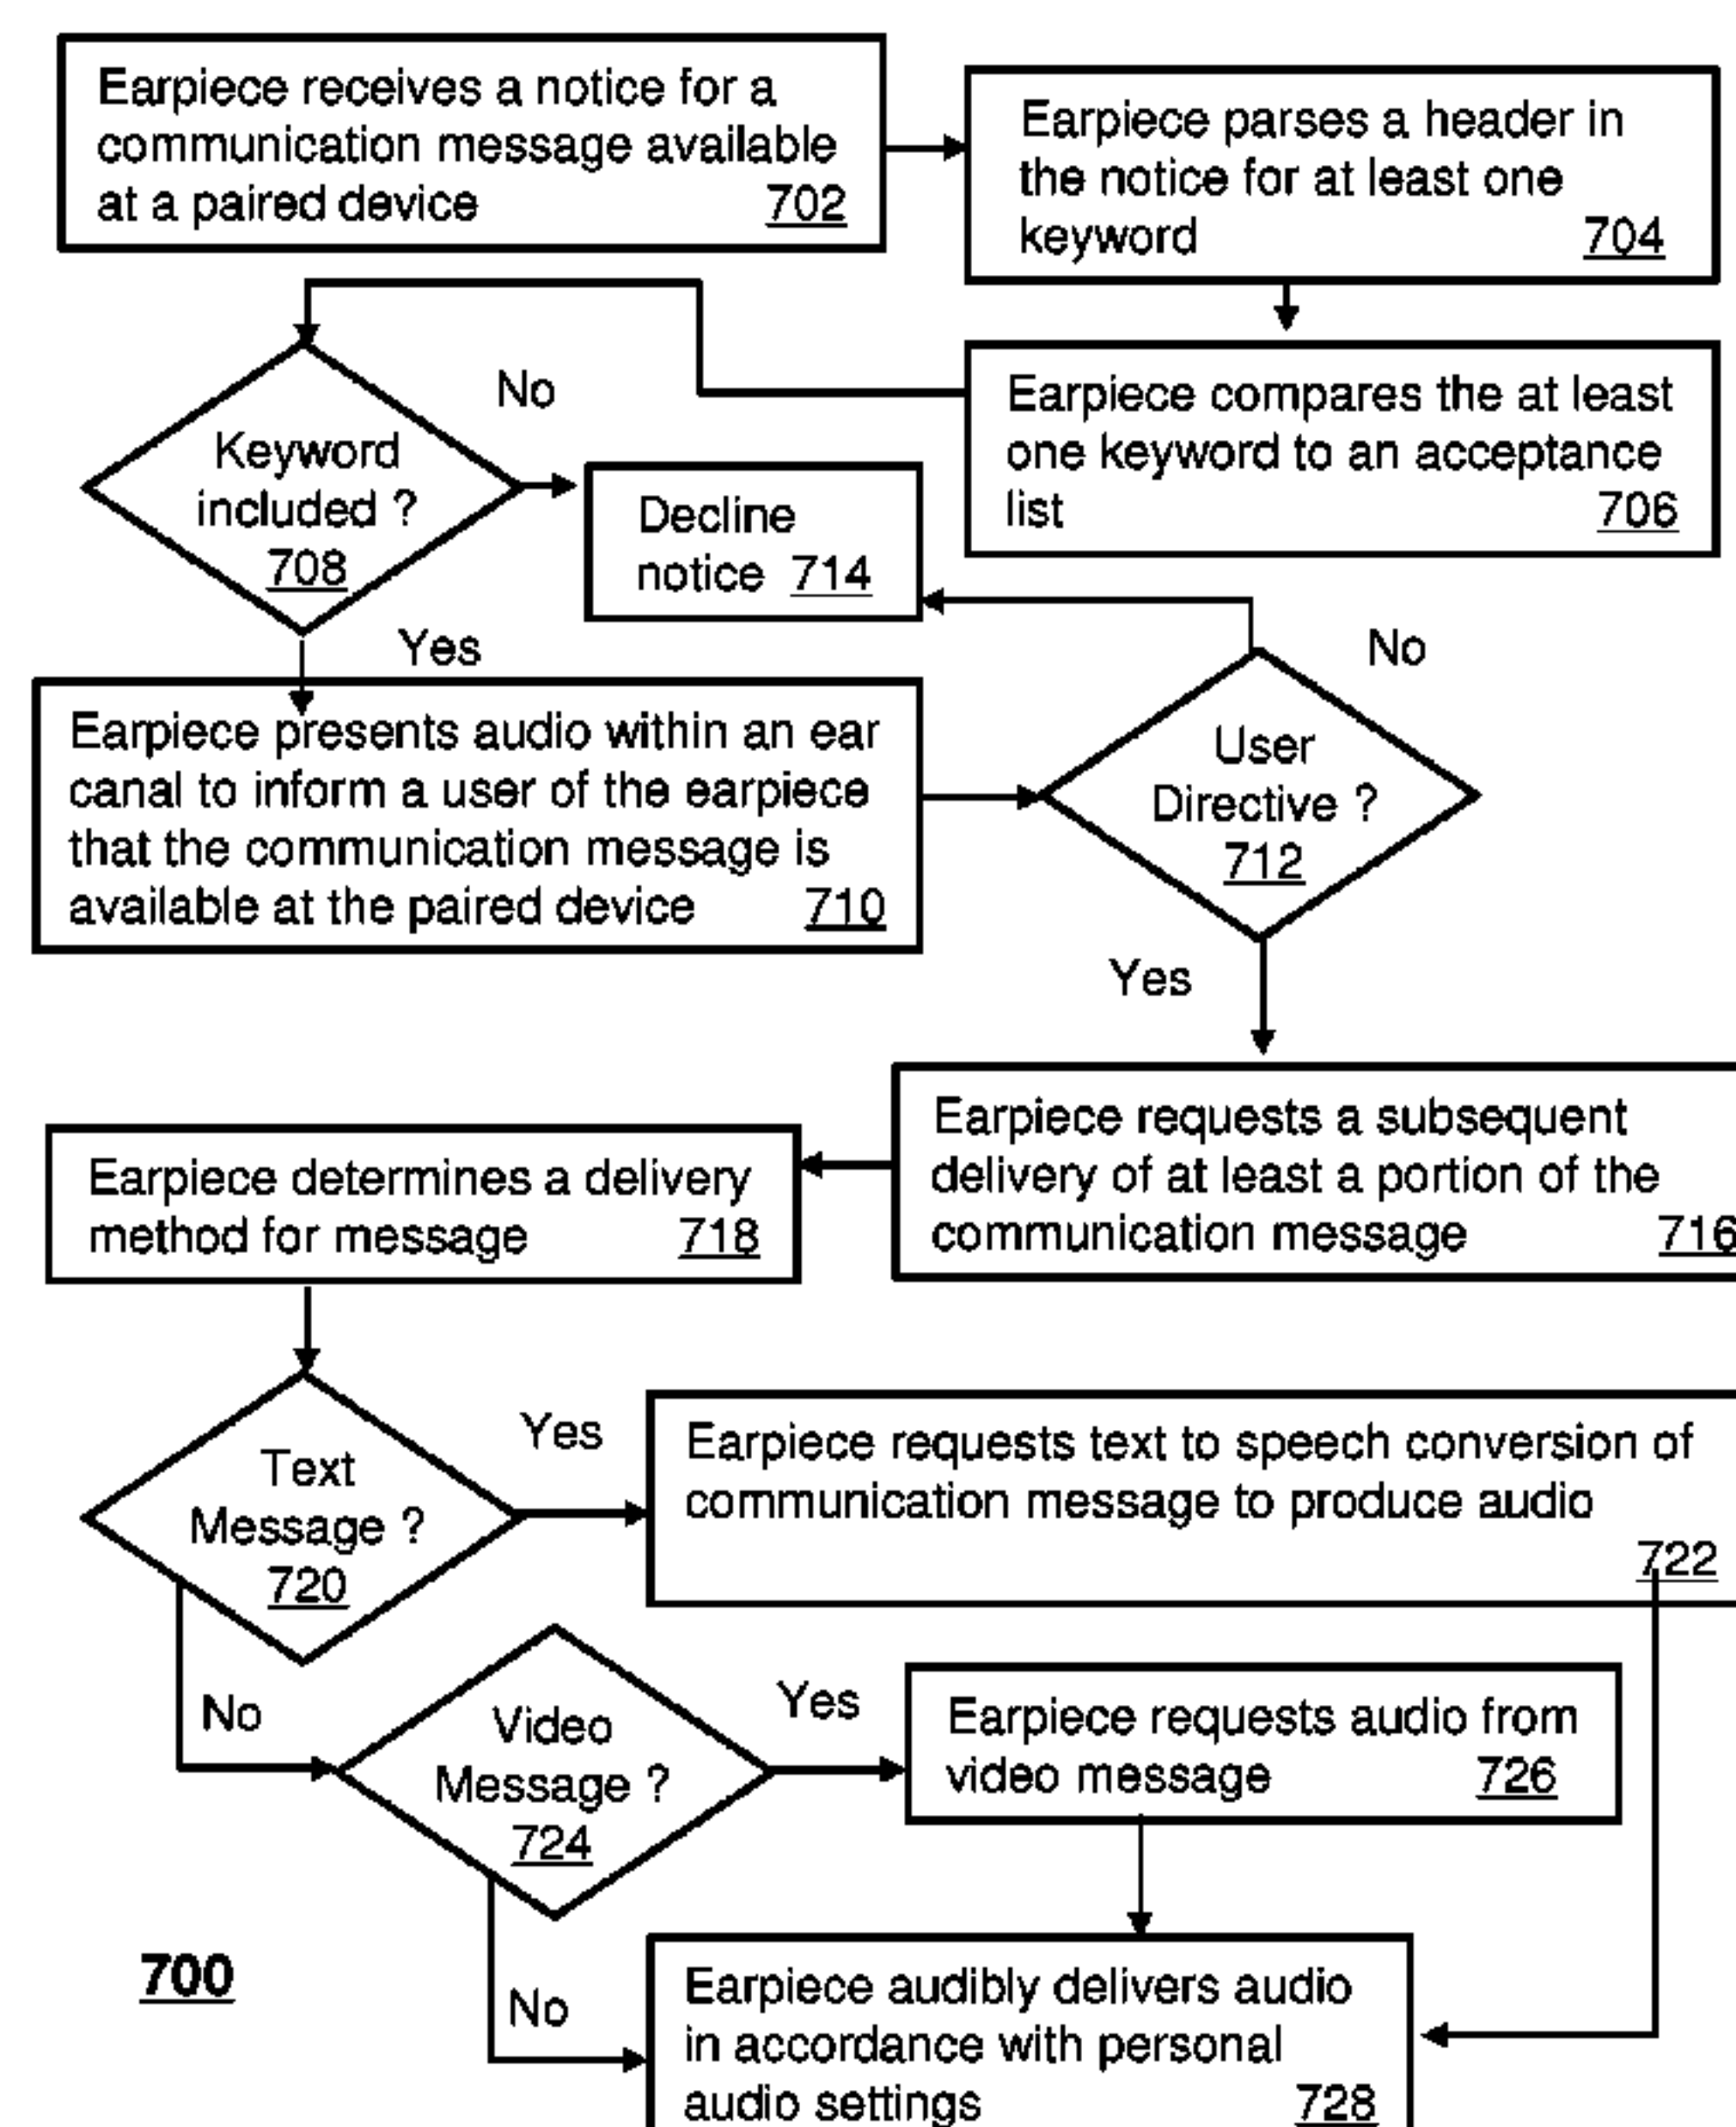 Earpiece receives a notice for a
communication message available
at a paired device 702
Earpiece parses a header in
the notice for at least one
keyword 704
Earpiece compares the at least
one keyword to an acceptance
list 706
Keyword
included ?
708
No
Decline
notice 714
Yes
Earpiece presents audio within an ear
canal to inform a user of the earpiece
that the communication message is
available at the paired device 710
User
Directive ?
712
No
Yes
Earpiece requests a subsequent
delivery of at least a portion of the
communication message 716
Earpiece determines a delivery
method for message 718
Text
Message ?
720
Yes
Earpiece requests text to speech conversion of
communication message to produce audio
722
No
Video
Message ?
724
Yes
Earpiece requests audio from
video message 726
No
Earpiece audibly delivers audio
in accordance with personal
audio settings 728
700